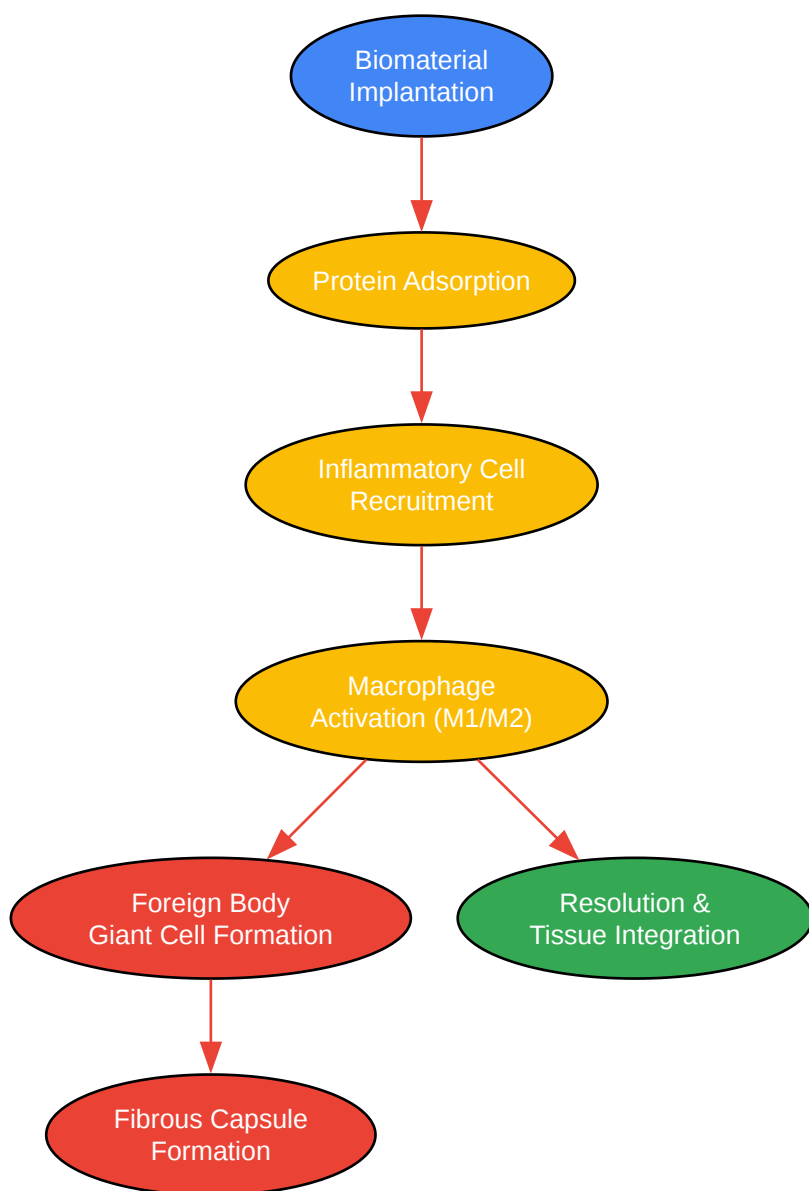 Biomaterial
Implantation
Protein Adsorption
Inflammatory Cell
Recruitment
Macrophage
Activation (M1/M2)
Foreign Body
Giant Cell Formation
Resolution &
Tissue Integration
Fibrous Capsule
Formation